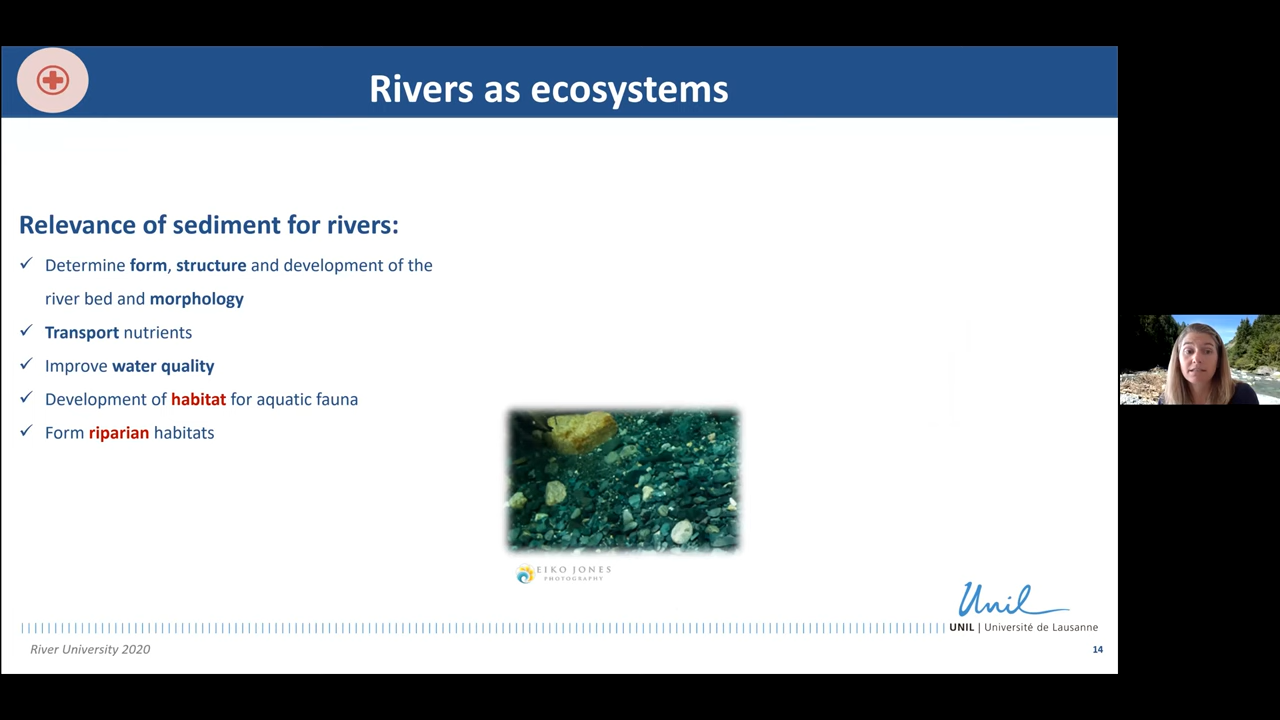 Rivers as ecosystems
Relevance of sediment for rivers:
✓ Determine form, structure and development of the
river bed and morphology
✓ Transport nutrients
✓ Improve water quality
✓ Development of habitat for aquatic fauna
✓ Form riparian habitats
EIKO JONES
PHOTOGRAPHY
Unil
UNIL | Université de Lausanne
River University 2020
14